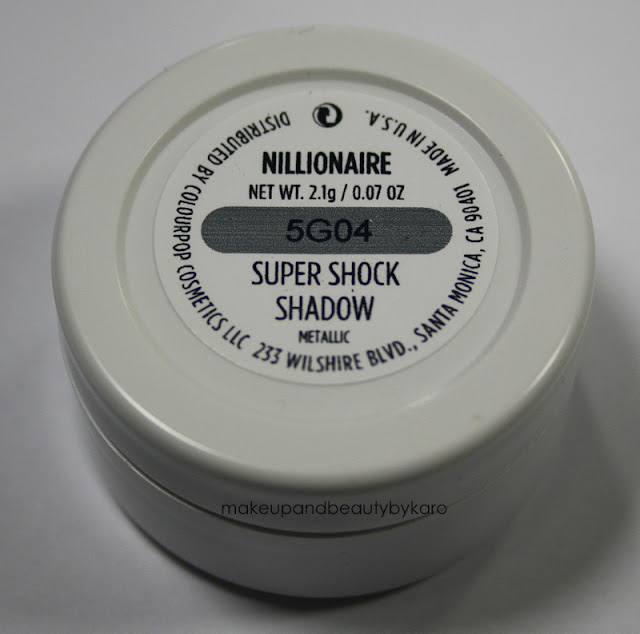 NILLIONAIRE
NET WT. 2.1g / 0.07 OZ
5G04
SUPER SHOCK
SHADOW
METALLIC
DISTRIBUTED BY COLOURPOP COSMETICS LLC 233 WILSHIRE BLVD., SANTA MONICA, CA 90401 MADE IN U.S.A.
makeupandbeautybykaro